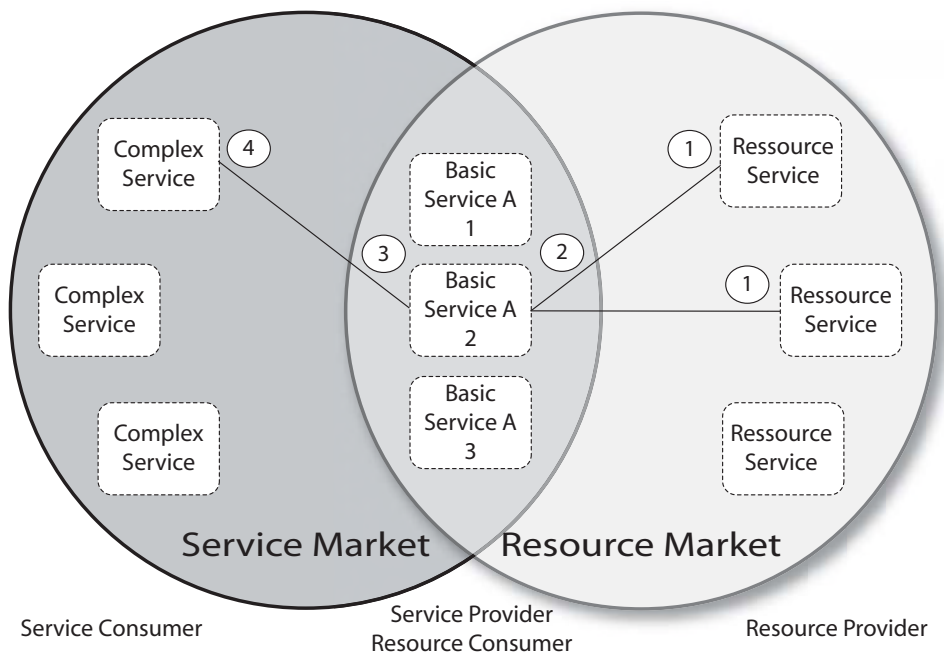 Complex
Service
4
Basic
Service A
1
1
Ressource
Service
3
2
Complex
Service
Basic
Service A
2
1
Ressource
Service
Complex
Service
Basic
Service A
3
Ressource
Service
Service Market
Resource Market
Service Consumer
Service Provider
Resource Consumer
Resource Provider